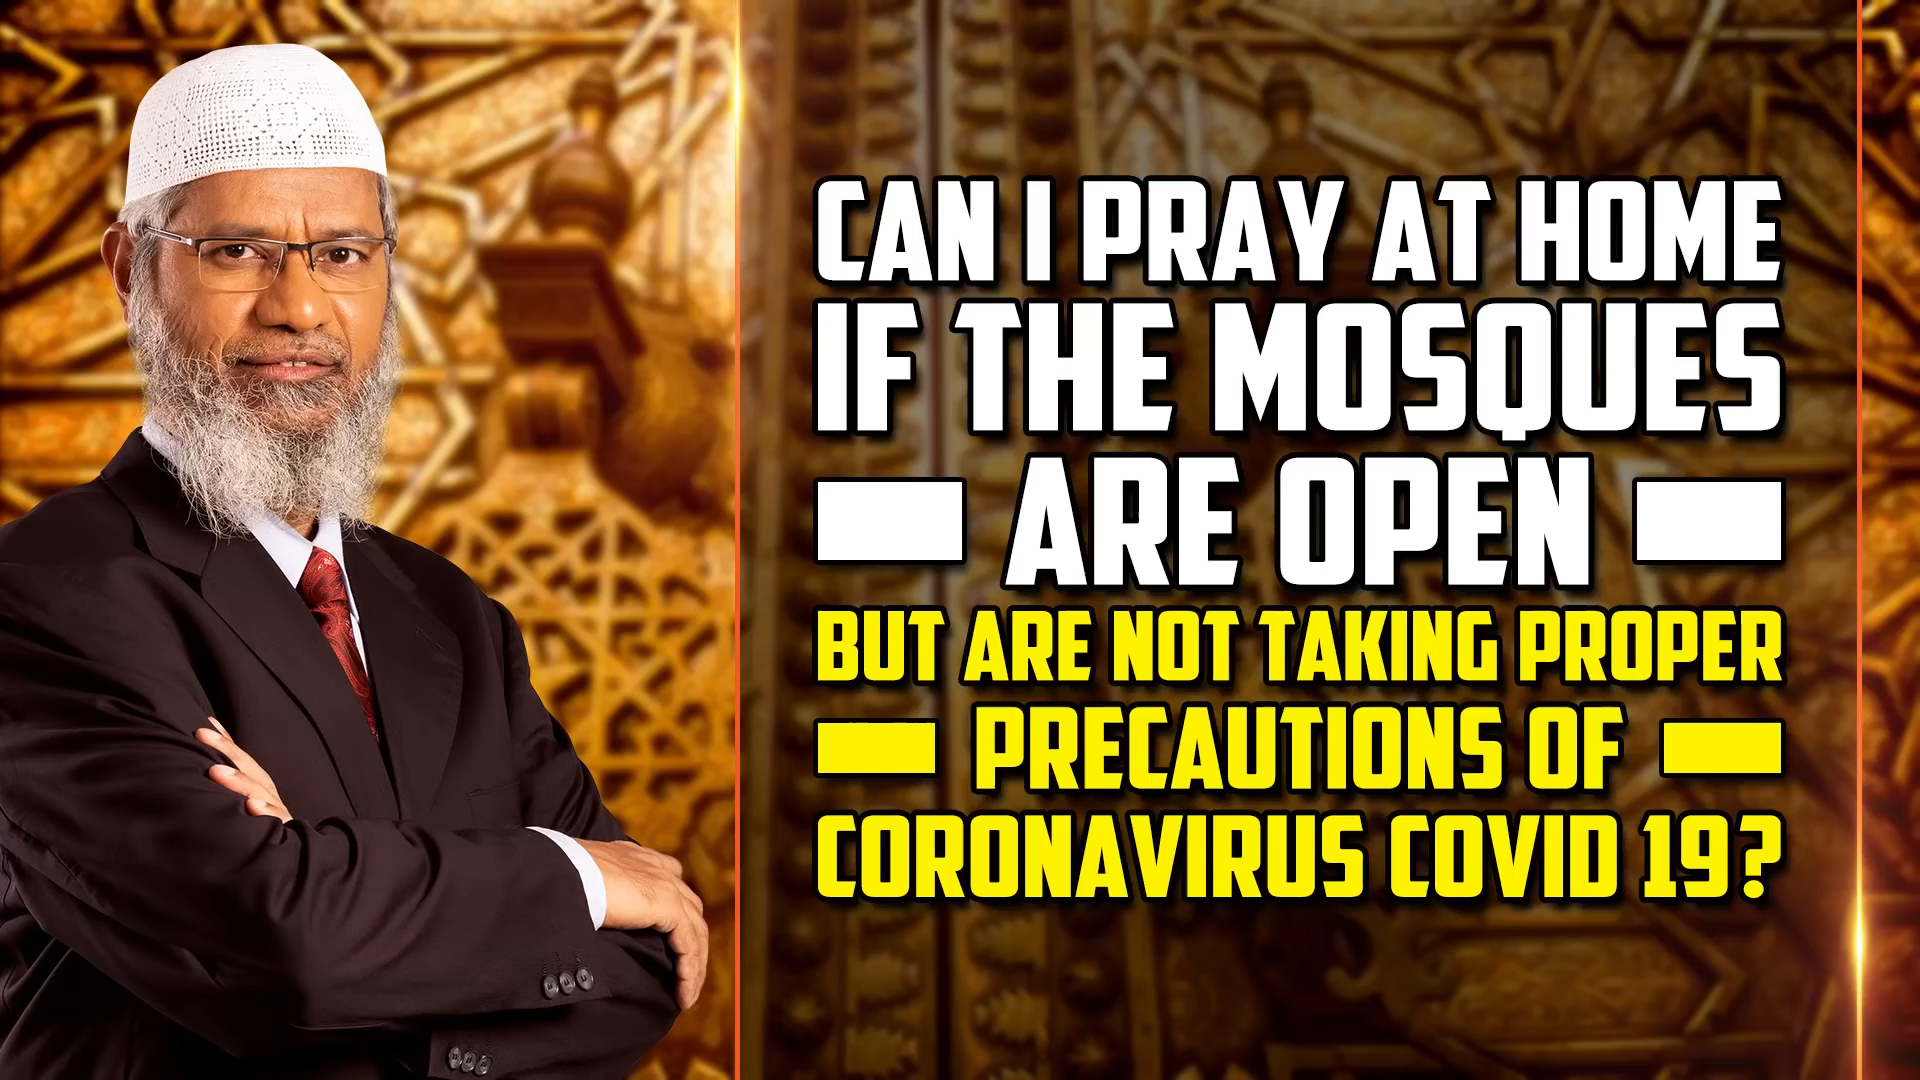 CAN I PRAY AT HOME
IF THE MOSQUES
ARE OPEN
BUT ARE NOT TAKING PROPER
PRECAUTIONS OF
CORONAVIRUS COVID 19?